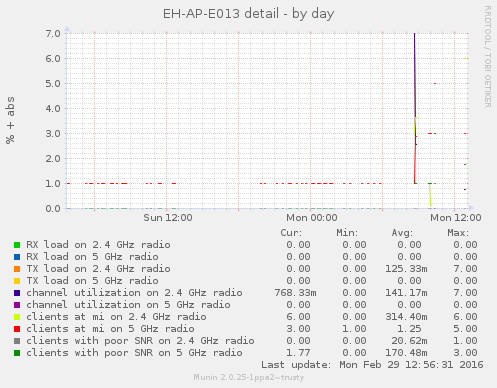 EH-AP-E013 detail - by day
RRDTOOL / TOBI OETIKER
% + abs
7.0
6.0
5.0
4.0
3.0
2.0
1.0
0.0
Sun 12:00 Mon 00:00 Mon 12:00
Cur: Min: Avg: Max:
RX load on 2.4 GHz radio 0.00 0.00 0.00 0.00
RX load on 5 GHz radio 0.00 0.00 0.00 0.00
TX load on 2.4 GHz radio 0.00 0.00 125.33m 7.00
TX load on 5 GHz radio 0.00 0.00 0.00 0.00
channel utilization on 2.4 GHz radio 768.33m 0.00 141.17m 7.00
channel utilization on 5 GHz radio 0.00 0.00 0.00 0.00
clients at mi on 2.4 GHz radio 6.00 0.00 314.40m 6.00
clients at mi on 5 GHz radio 3.00 1.00 1.25 5.00
clients with poor SNR on 2.4 GHz radio 0.00 0.00 20.62m 1.00
clients with poor SNR on 5 GHz radio 1.77 0.00 170.48m 3.00
Last update: Mon Feb 29 12:56:31 2016
Munin 2.0.25-1ppa2~trusty